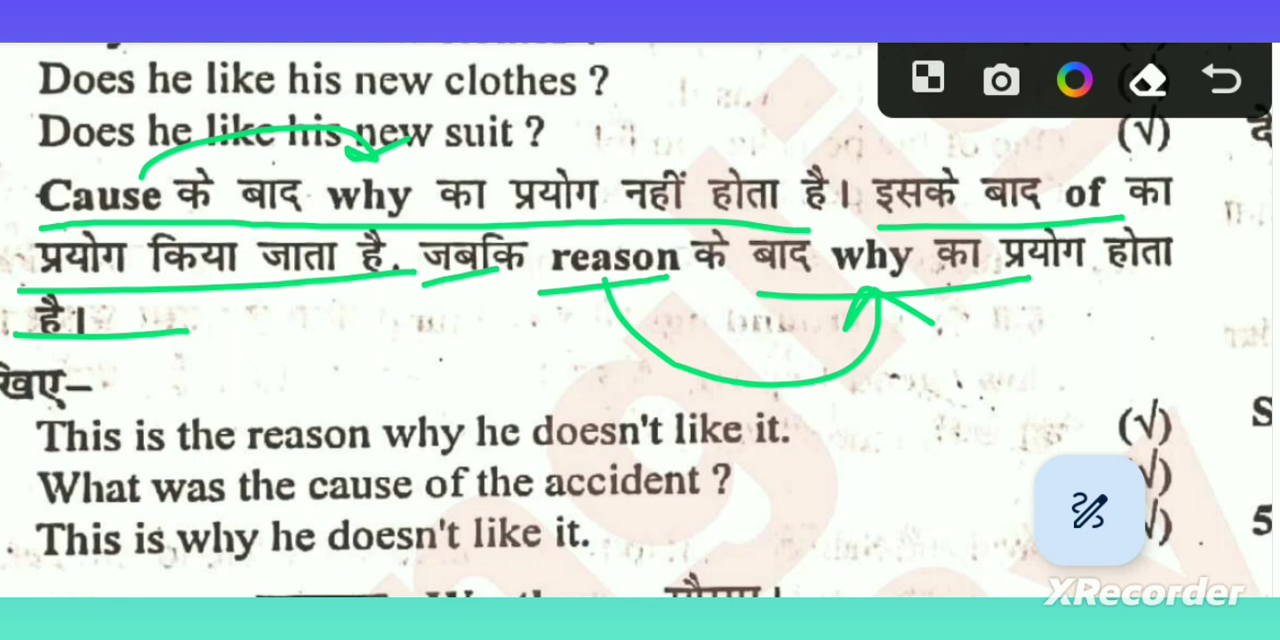 Does he like his new clothes ?
Does he like his new suit ? (√)
Cause के बाद why का प्रयोग नहीं होता है। इसके बाद of का
प्रयोग किया जाता है. जबकि reason के बाद why का प्रयोग होता
है।
खिए–
This is the reason why he doesn't like it. (√)
What was the cause of the accident ? √)
This is why he doesn't like it. √)
S
5
XRecorder